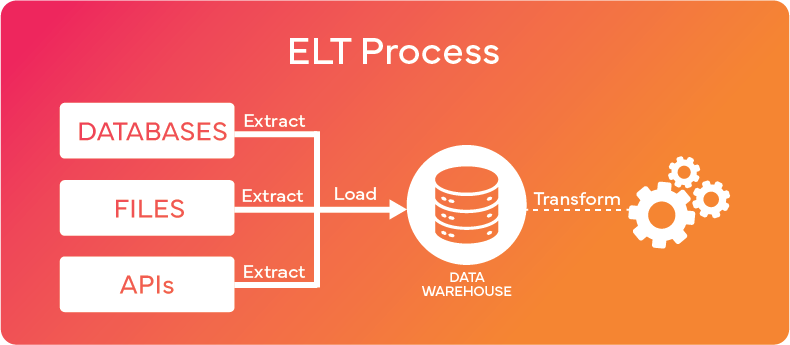 ELT Process
DATABASES
Extract
FILES
Extract
Load
Transform
APIs
Extract
DATA
WAREHOUSE